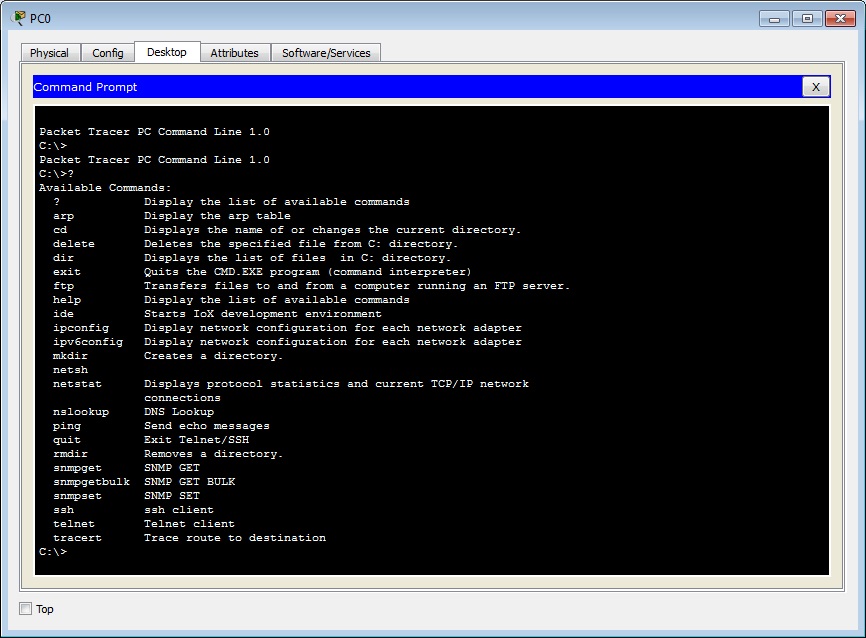 PC0
Physical Config Desktop Attributes Software/Services
Command Prompt X
Packet Tracer PC Command Line 1.0
C:\>
Packet Tracer PC Command Line 1.0
C:\>?
Available Commands:
? Display the list of available commands
arp Display the arp table
cd Displays the name of or changes the current directory.
delete Deletes the specified file from C: directory.
dir Displays the list of files  in C: directory.
exit Quits the CMD.EXE program (command interpreter)
ftp Transfers files to and from a computer running an FTP server.
help Display the list of available commands
ide Starts IoX development environment
ipconfig Display network configuration for each network adapter
ipv6config Display network configuration for each network adapter
mkdir Creates a directory.
netsh
netstat Displays protocol statistics and current TCP/IP network
connections
nslookup DNS Lookup
ping Send echo messages
quit Exit Telnet/SSH
rmdir Removes a directory.
snmpget SNMP GET
snmpgetbulk SNMP GET BULK
snmpset SNMP SET
ssh ssh client
telnet Telnet client
tracert Trace route to destination
C:\>
Top